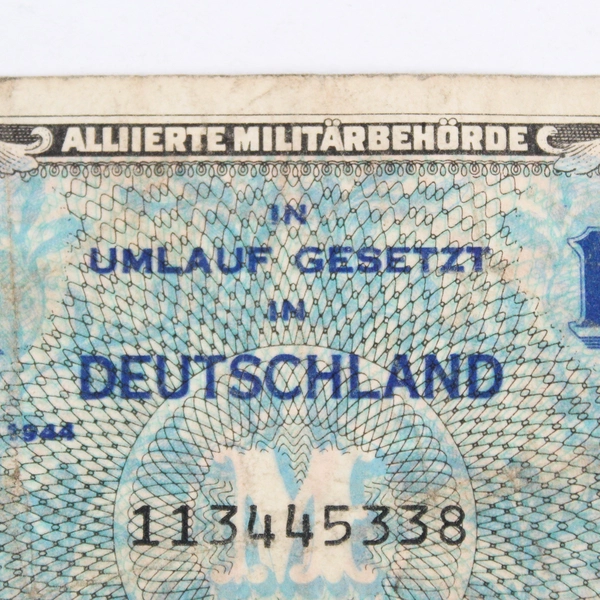 ALLIIERTE MILITÄRBEHÖRDE
IN
UMLAUF GESETZT
IN
DEUTSCHLAND
1944
M
113445338